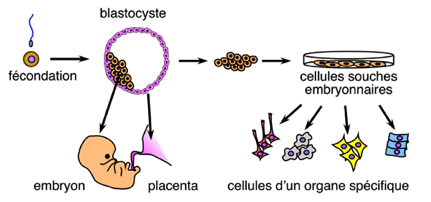 blastocyste
fécondation
cellules souches
embryonnaires
embryon
placenta
cellules d'un organe spécifique